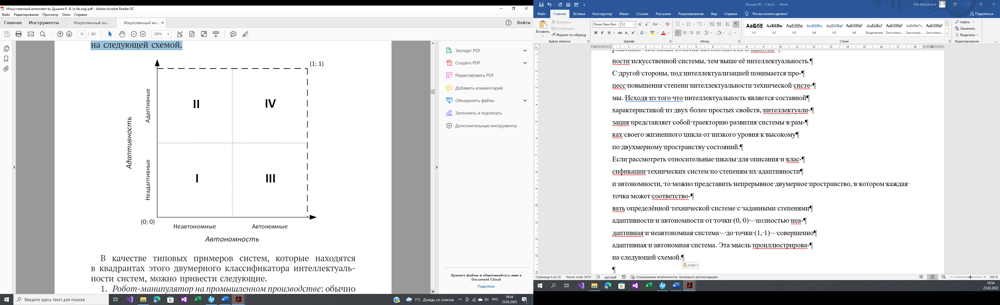 Искусственный интеллект by Душкин Р. В. (z-lib.org).pdf - Adobe Acrobat Reader DC
Файл Редактирование Просмотр Окно Справка
Главная Инструменты Искусственный ин... Искусственный ин... × Войти
52 / 281 200%
на следующей схемой.
(1; 1)
Адаптивность
Адаптивные
Неадаптивные
II IV
I III
(0; 0)
Неавтономные Автономные
Автономность
В качестве типовых примеров систем, которые находятся
в квадрантах этого двумерного классификатора интеллектуаль-
ности систем, можно привести следующие.
1. Робот-манипулятор на промышленном производстве: обычно
Экспорт PDF
Создать PDF
Редактировать PDF
Добавить комментарий
Объединить файлы
Заполнить и подписать
Дополнительные инструменты
Храните файлы и обменивайтесь ими в
Document Cloud
Подробнее
Введите здесь текст для поиска
1°C Дождь со снегом РУС 19:54
23.02.2022
Лекция ИС - 3.docx - Word Alla Belozerova
Файл Главная Вставка Конструктор Макет Ссылки Рассылки Рецензирование Вид Справка Что вы хотите сделать? Поделиться
Вставить
Вырезать
Копировать
Формат по образцу
Буфер обмена
Times New Ron 12
Шрифт
Абзац
h1 h2 h3 h4 h5 h6 Выделение Заголово... Заголово... Заголово...
Стили
Найти
Заменить
Выделить
Редактирование
ности искусственной системы, тем выше её интеллектуальность.¶
С другой стороны, под интеллектуализацией понимается про-¶
цесс повышения степени интеллектуальности технической систе-¶
мы. Исходя из того что интеллектуальность является составной¶
характеристикой из двух более простых свойств, интеллектуали-¶
зация представляет собой траекторию развития системы в рам-¶
ках своего жизненного цикла от низкого уровня к высокому¶
по двухмерному пространству состояний.¶
Если рассмотреть относительные шкалы для описания и клас-¶
сификации технических систем по степеням их адаптивности¶
и автономности, то можно представить непрерывное двумерное пространство, в котором каждая
точка может соответство-¶
вать определённой технической системе с заданными степенями¶
адаптивности и автономности от точки (0, 0) – полностью неа-¶
даптивная и неавтономная система – до точки (1, 1) – совершенно¶
адаптивная и автономная система. Эта мысль проиллюстрирова-¶
на следующей схемой.¶
(Ctrl)
¶
Страница 4 из 25 Число слов: 5419 русский Специальные возможности: проверьте рекомендации 160 %
19:54
23.02.2022